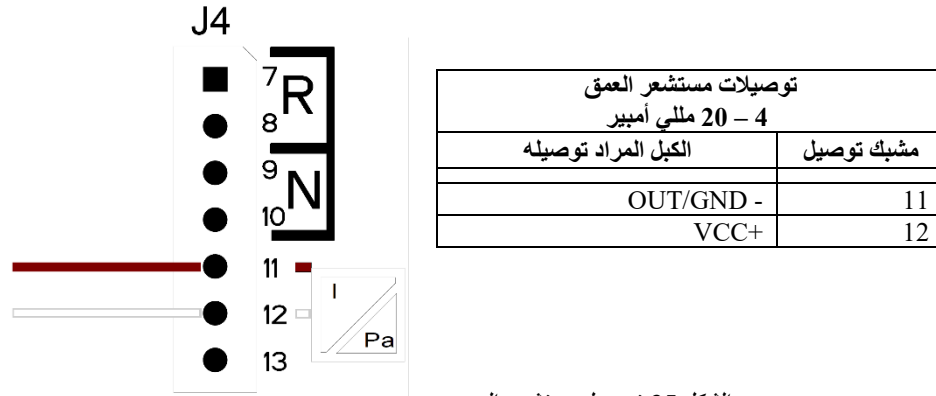 J4
7
R
8
9
N
10
11
12
13
I
Pa
توصيلات مستشعر العمق
4 – 20 مللي أمبير
مشبك توصيل الكبل المراد توصيله
11 OUT/GND -
12 VCC+